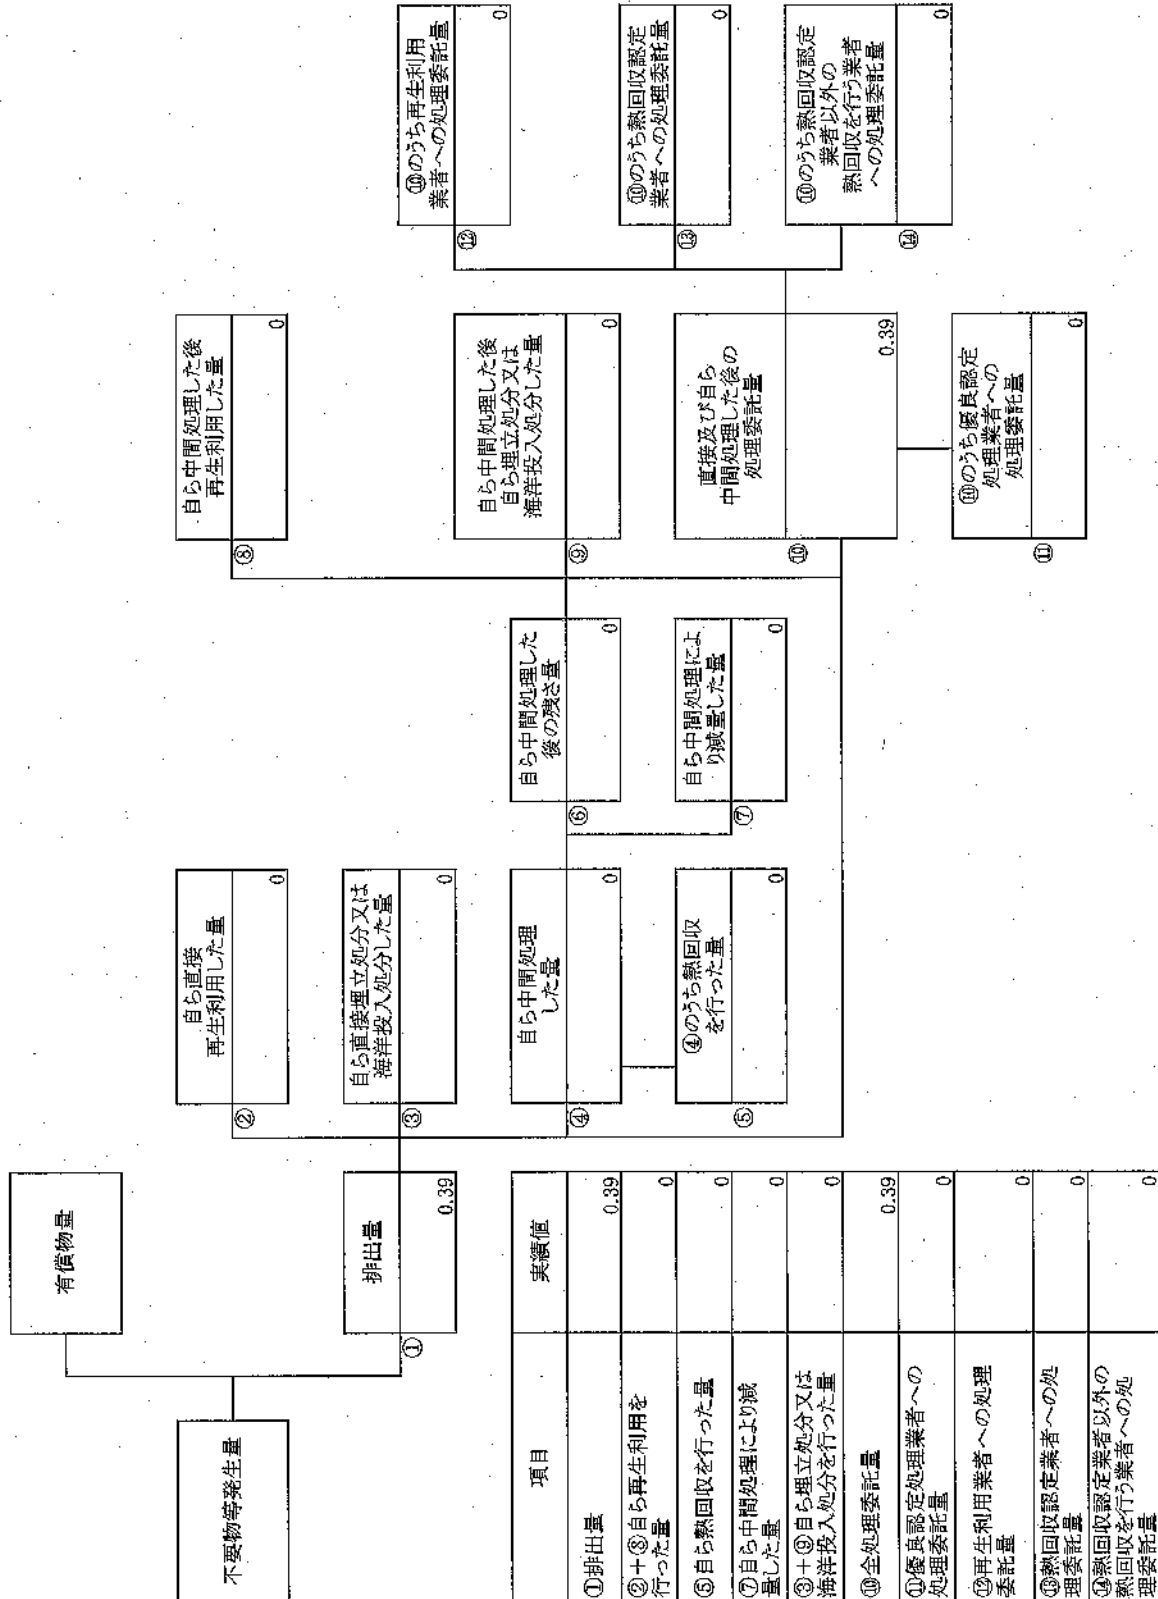 不要物等発生量
有償物量
排出量
①
0.39
自ら直接
再生利用した量
②
0
自ら直接埋立処分又は
海洋投入処分した量
③
0
自ら中間処理
した量
④
0
④のうち熱回収
を行った量
⑤
0
自ら中間処理した
後の残さ量
⑥
0
自ら中間処理によ
り減量した量
⑦
0
自ら中間処理した後
再生利用した量
⑧
0
自ら中間処理した後
自ら埋立処分又は
海洋投入処分した量
⑨
0
直接及び自ら
中間処理した後の
処理委託量
⑩
0.39
⑩のうち優良認定
処理業者への
処理委託量
⑪
0
⑩のうち再生利用
業者への処理委託量
⑫
0
⑩のうち熱回収認定
業者への処理委託量
⑬
0
⑩のうち熱回収認定
業者以外の
熱回収を行う業者
への処理委託量
⑭
0
項目 実績値
①排出量 0.39
②+⑧自ら再生利用を
行った量 0
⑤自ら熱回収を行った量 0
⑦自ら中間処理により減
量した量 0
③+⑨自ら埋立処分又は
海洋投入処分を行った量 0
⑩全処理委託量 0.39
⑪優良認定処理業者への
処理委託量 0
⑫再生利用業者への処理
委託量 0
⑬熱回収認定業者への処
理委託量 0
⑭熱回収認定業者以外の
熱回収を行う業者への処
理委託量 0